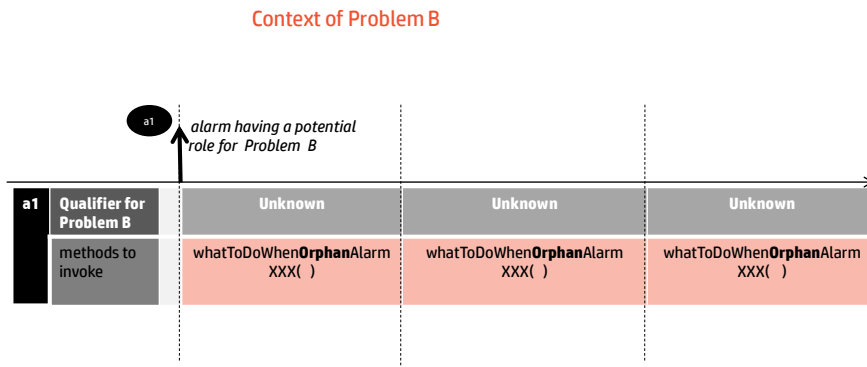 Context of Problem B
a1
alarm having a potential
role for Problem B
a1
Qualifier for
Problem B
Unknown
Unknown
Unknown
methods to
invoke
whatToDoWhenOrphanAlarm
XXX( )
whatToDoWhenOrphanAlarm
XXX( )
whatToDoWhenOrphanAlarm
XXX( )